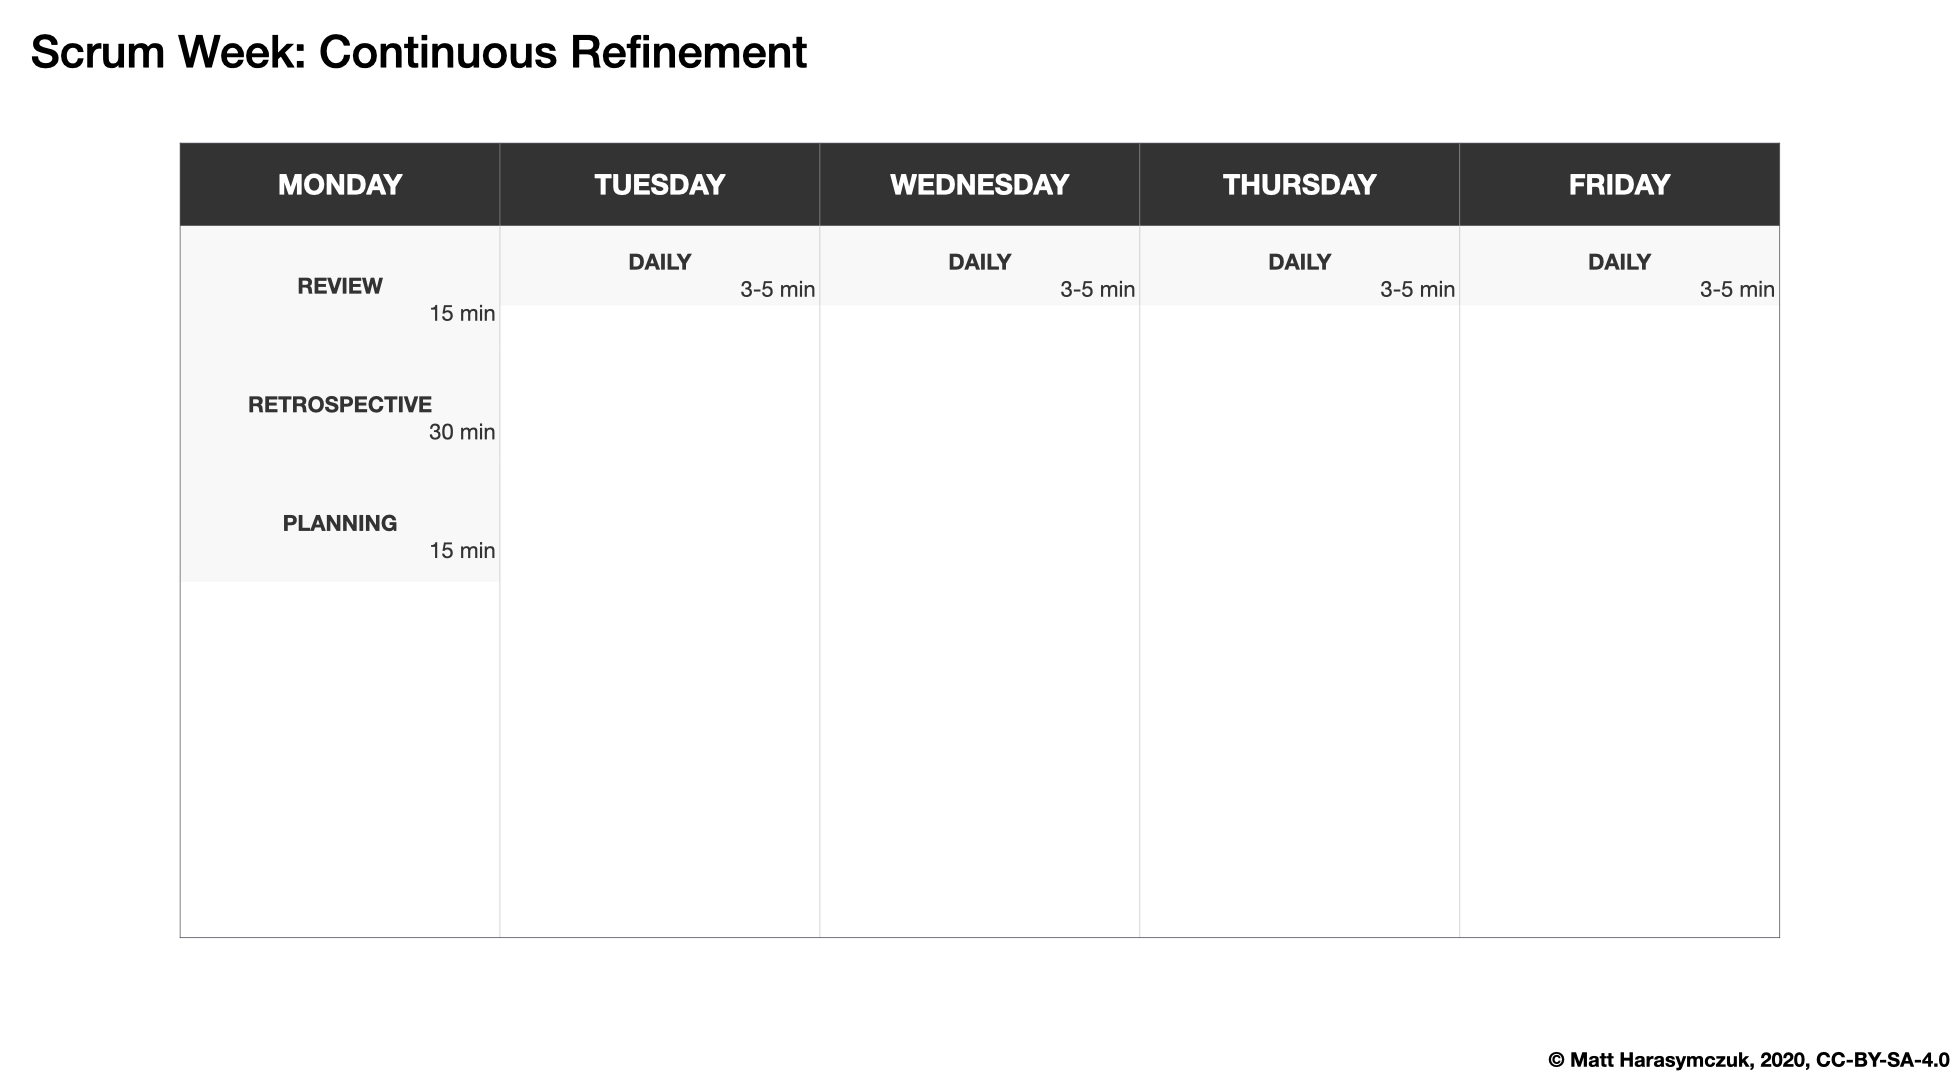 Scrum Week: Continuous Refinement
MONDAY
TUESDAY
WEDNESDAY
THURSDAY
FRIDAY
REVIEW
15 min
RETROSPECTIVE
30 min
PLANNING
15 min
DAILY
3-5 min
DAILY
3-5 min
DAILY
3-5 min
DAILY
3-5 min
© Matt Harasymczuk, 2020, CC-BY-SA-4.0